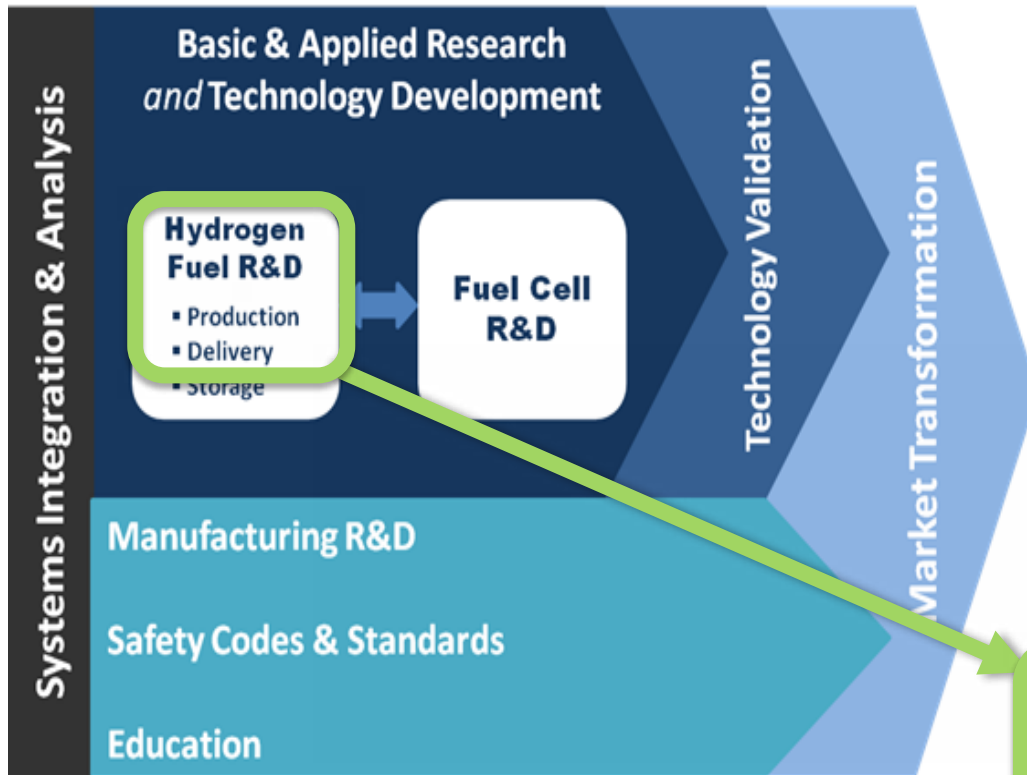 Systems Integration & Analysis
Basic & Applied Research
and Technology Development
Hydrogen
Fuel R&D
▪ Production
▪ Delivery
▪ Storage
Fuel Cell
R&D
Technology Validation
Market Transformation
Manufacturing R&D
Safety Codes & Standards
Education